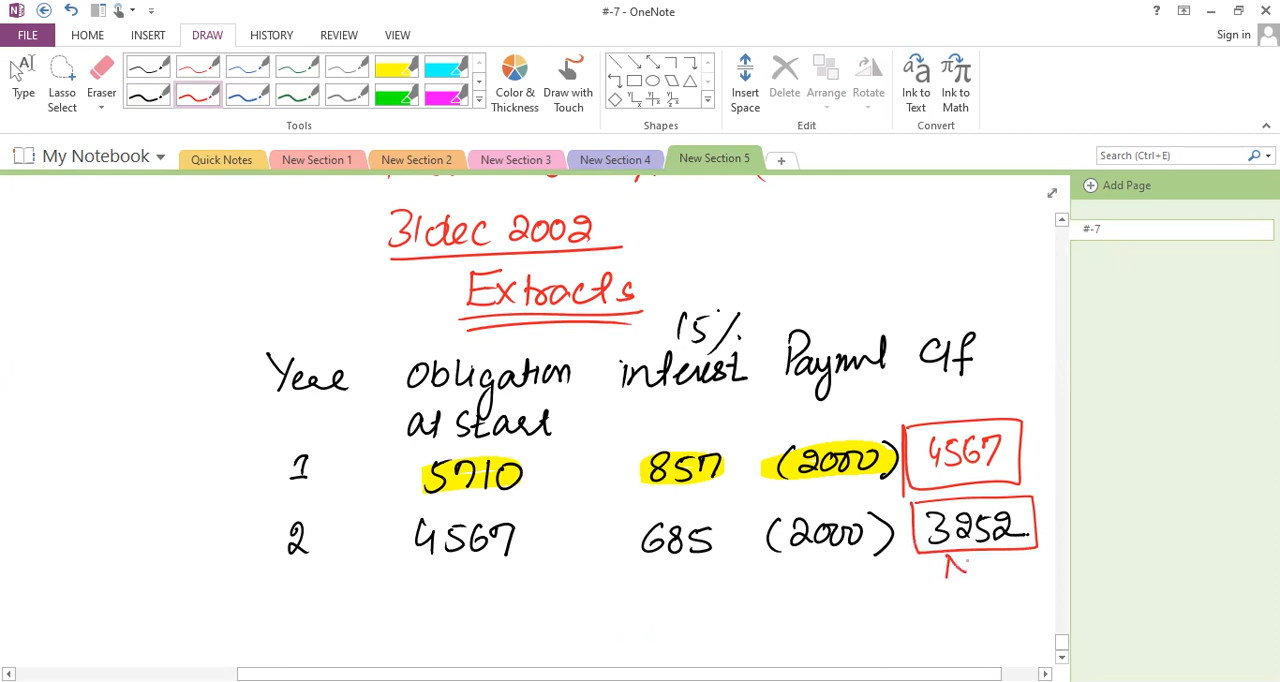 #-7 - OneNote
FILE HOME INSERT DRAW HISTORY REVIEW VIEW Sign in
Type Lasso Select Eraser Color & Thickness Draw with Touch Insert Space Delete Arrange Rotate Ink to Text Ink to Math
Tools Shapes Edit Convert
My Notebook Quick Notes New Section 1 New Section 2 New Section 3 New Section 4 New Section 5 Search (Ctrl+E)
Add Page
#-7
31 dec 2002
Extracts
15%
Year Obligation interest Paymnt C/f
at start
1 5710 857 (2000) 4567
2 4567 685 (2000) 3252